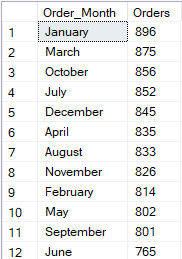 Order_Month Orders
1 January 896
2 March 875
3 October 856
4 July 852
5 December 845
6 April 835
7 August 833
8 November 826
9 February 814
10 May 802
11 September 801
12 June 765